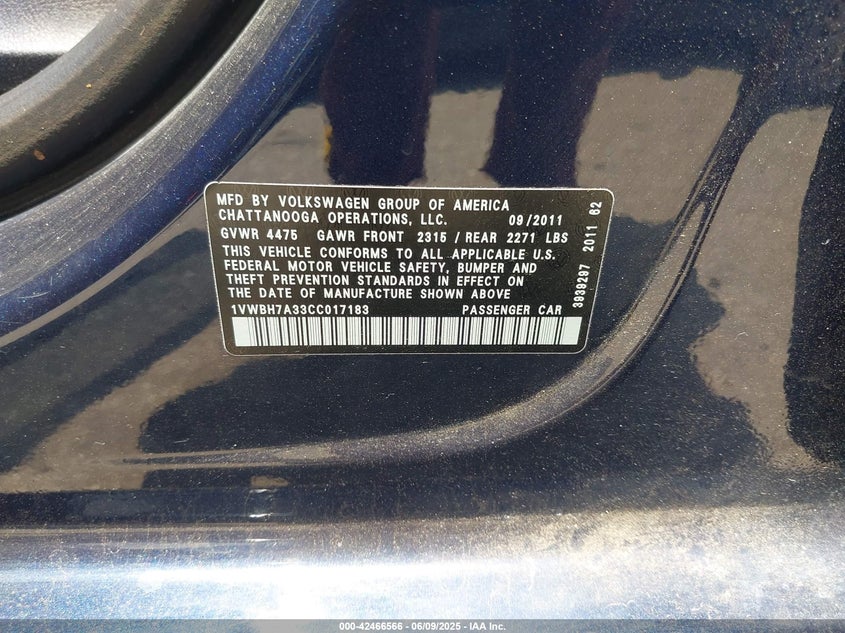 MFD BY VOLKSWAGEN GROUP OF AMERICA
CHATTANOOGA OPERATIONS, LLC. 09/2011
GVWR 4475 GAWR FRONT 2315 / REAR 2271 LBS
THIS VEHICLE CONFORMS TO ALL APPLICABLE U.S.
FEDERAL MOTOR VEHICLE SAFETY, BUMPER AND
THEFT PREVENTION STANDARDS IN EFFECT ON
THE DATE OF MANUFACTURE SHOWN ABOVE
1VWBH7A33CC017183 PASSENGER CAR
3939297 2011 62
000-42466566 - 06/09/2025 - IAA Inc.